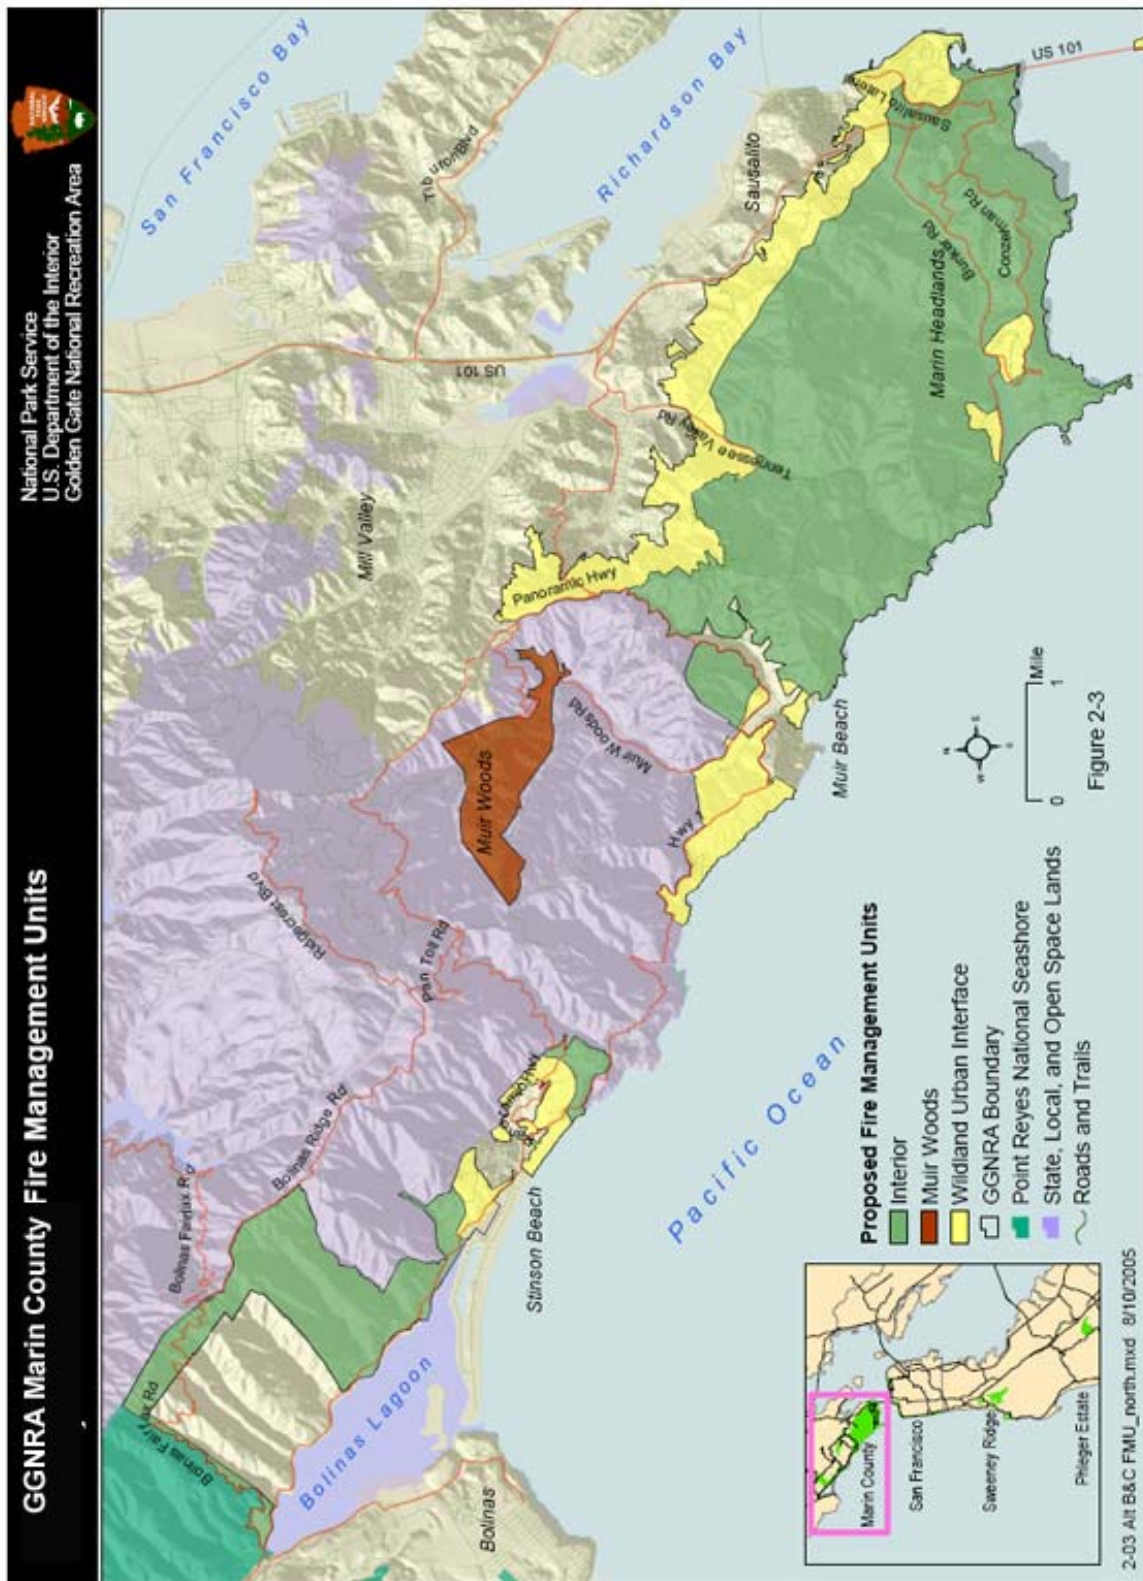 GGNRA Marin County Fire Management Units
National Park Service
U.S. Department of the Interior
Golden Gate National Recreation Area
San Francisco Bay
Richardson Bay
Tiburon Blvd
US 101
US 101
Mill Valley
Sausalito
Sausalito Lateral
Bunker Rd
Conzelman Rd
Marin Headlands
Tennessee Valley Rd
Panoramic Hwy
Muir Woods
Muir Woods Rd
Muir Beach
Hwy 1
Ridgecrest Blvd
Pan Toll Rd
Bolinas Ridge Rd
Bolinas Fairfax Rd
Bolinas Fairfax Rd
Panoramic Hwy
Stinson Beach
Bolinas Lagoon
Bolinas
Pacific Ocean
Proposed Fire Management Units
Interior
Muir Woods
Wildland Urban Interface
GGNRA Boundary
Point Reyes National Seashore
State, Local, and Open Space Lands
Roads and Trails
N
W
E
S
0 1
Mile
Figure 2-3
Marin County
San Francisco
Sweeney Ridge
Phleger Estate
2-03 Alt B&C FMU_north.mxd 8/10/2005